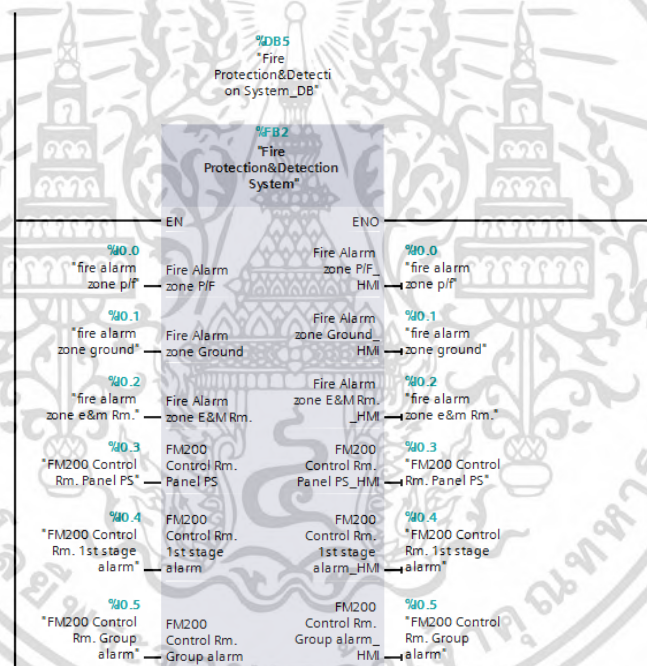 %DB5
"Fire
Protection&Detecti
on System_DB"
%FB2
"Fire
Protection&Detection
System"
EN
ENO
%I0.0
"fire alarm
zone p/f"
Fire Alarm
zone P/F
Fire Alarm
zone P/F_
HMI
%I0.0
"fire alarm
zone p/f"
%I0.1
"fire alarm
zone ground"
Fire Alarm
zone Ground
Fire Alarm
zone Ground_
HMI
%I0.1
"fire alarm
zone ground"
%I0.2
"fire alarm
zone e&m Rm."
Fire Alarm
zone E&M Rm.
Fire Alarm
zone E&M Rm.
_HMI
%I0.2
"fire alarm
zone e&m Rm."
%I0.3
"FM200 Control
Rm. Panel PS"
FM200
Control Rm.
Panel PS
FM200
Control Rm.
Panel PS_HMI
%I0.3
"FM200 Control
Rm. Panel PS"
%I0.4
"FM200 Control
Rm. 1st stage
alarm"
FM200
Control Rm.
1st stage
alarm
FM200
Control Rm.
1st stage
alarm_HMI
%I0.4
"FM200 Control
Rm. 1st stage
alarm"
%I0.5
"FM200 Control
Rm. Group
alarm"
FM200
Control Rm.
Group alarm
FM200
Control Rm.
Group alarm_
HMI
%I0.5
"FM200 Control
Rm. Group
alarm"